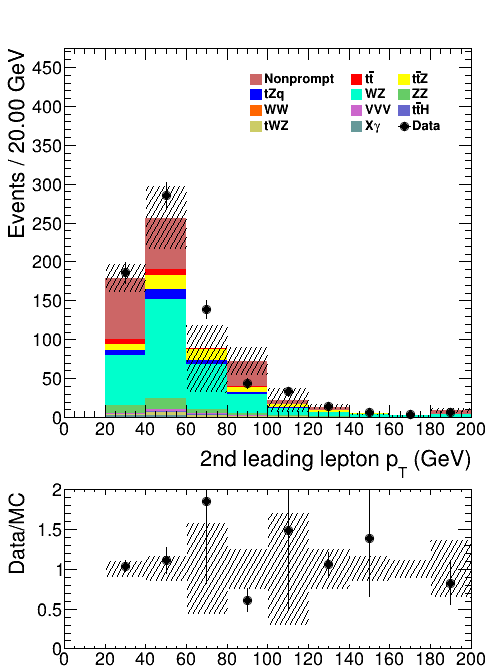 Events / 20.00 GeV
450
400
350
300
250
200
150
100
50
0
Nonprompt tt̄ tt̄Z
tZq WZ ZZ
WW VVV tt̄H
tWZ Xγ Data
0 20 40 60 80 100 120 140 160 180 200
2nd leading lepton p_T (GeV)
Data/MC
2
1.5
1
0.5
0
0 20 40 60 80 100 120 140 160 180 200